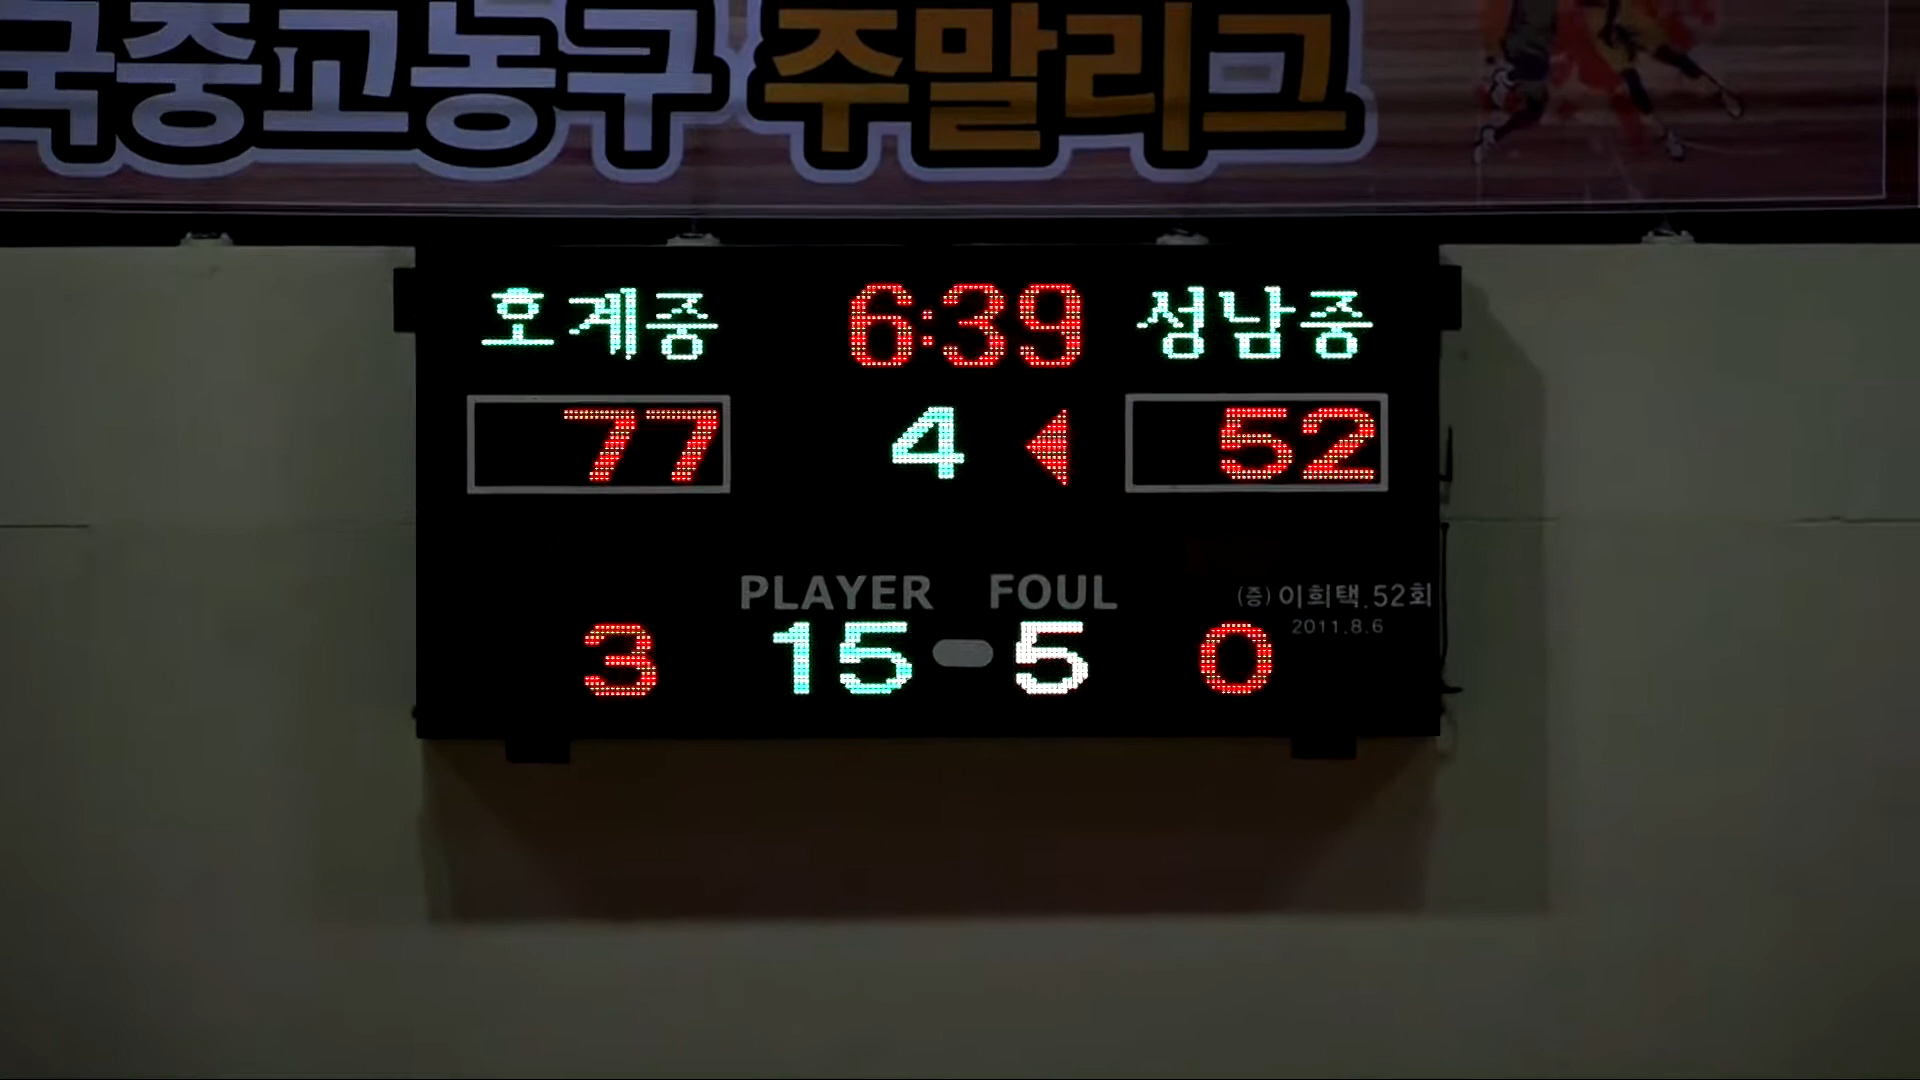 국중고농구 주말리그
호계중 6:39 성남중
77 4 52
PLAYER FOUL
(증) 이희택.52회
2011.8.6
3 15 5 0